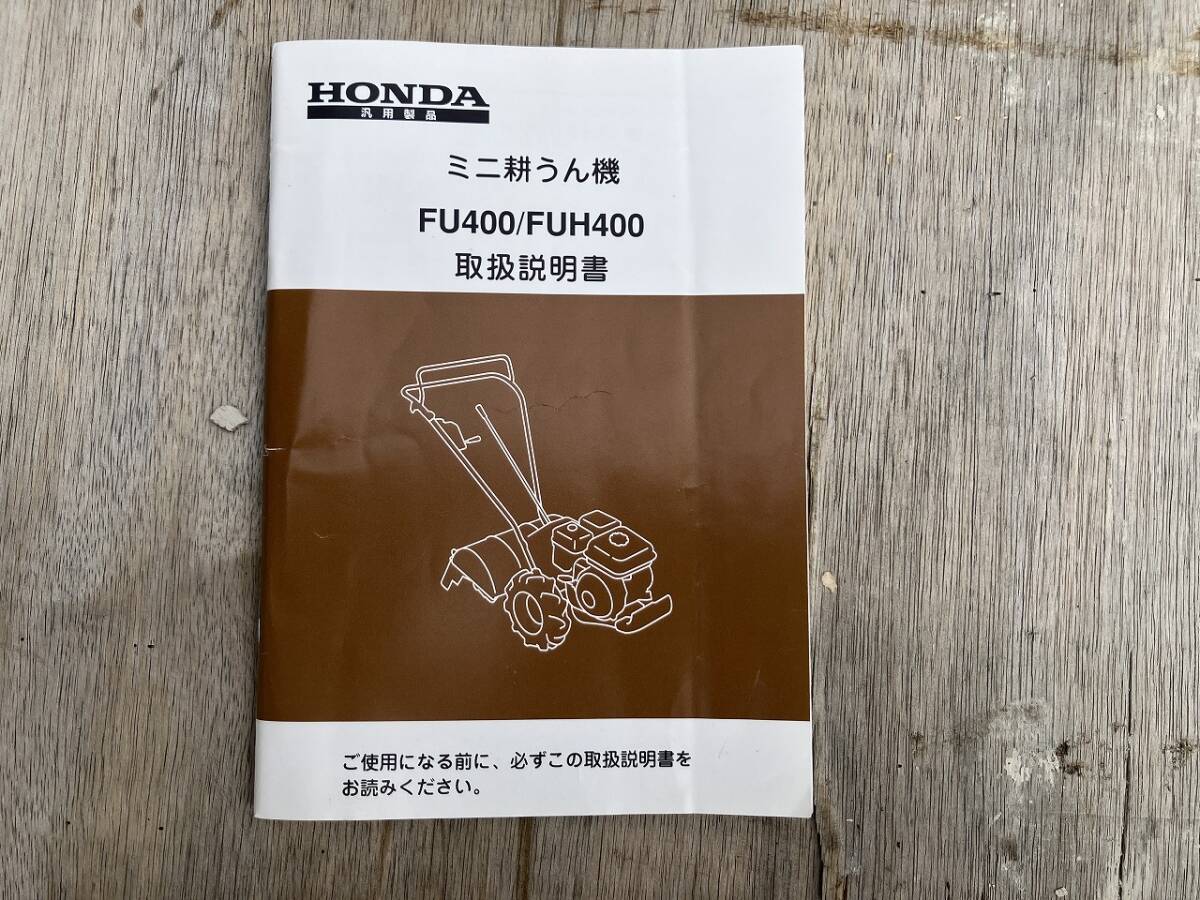 HONDA
汎用製品
ミニ耕うん機
FU400/FUH400
取扱説明書
ご使用になる前に、必ずこの取扱説明書を
お読みください。